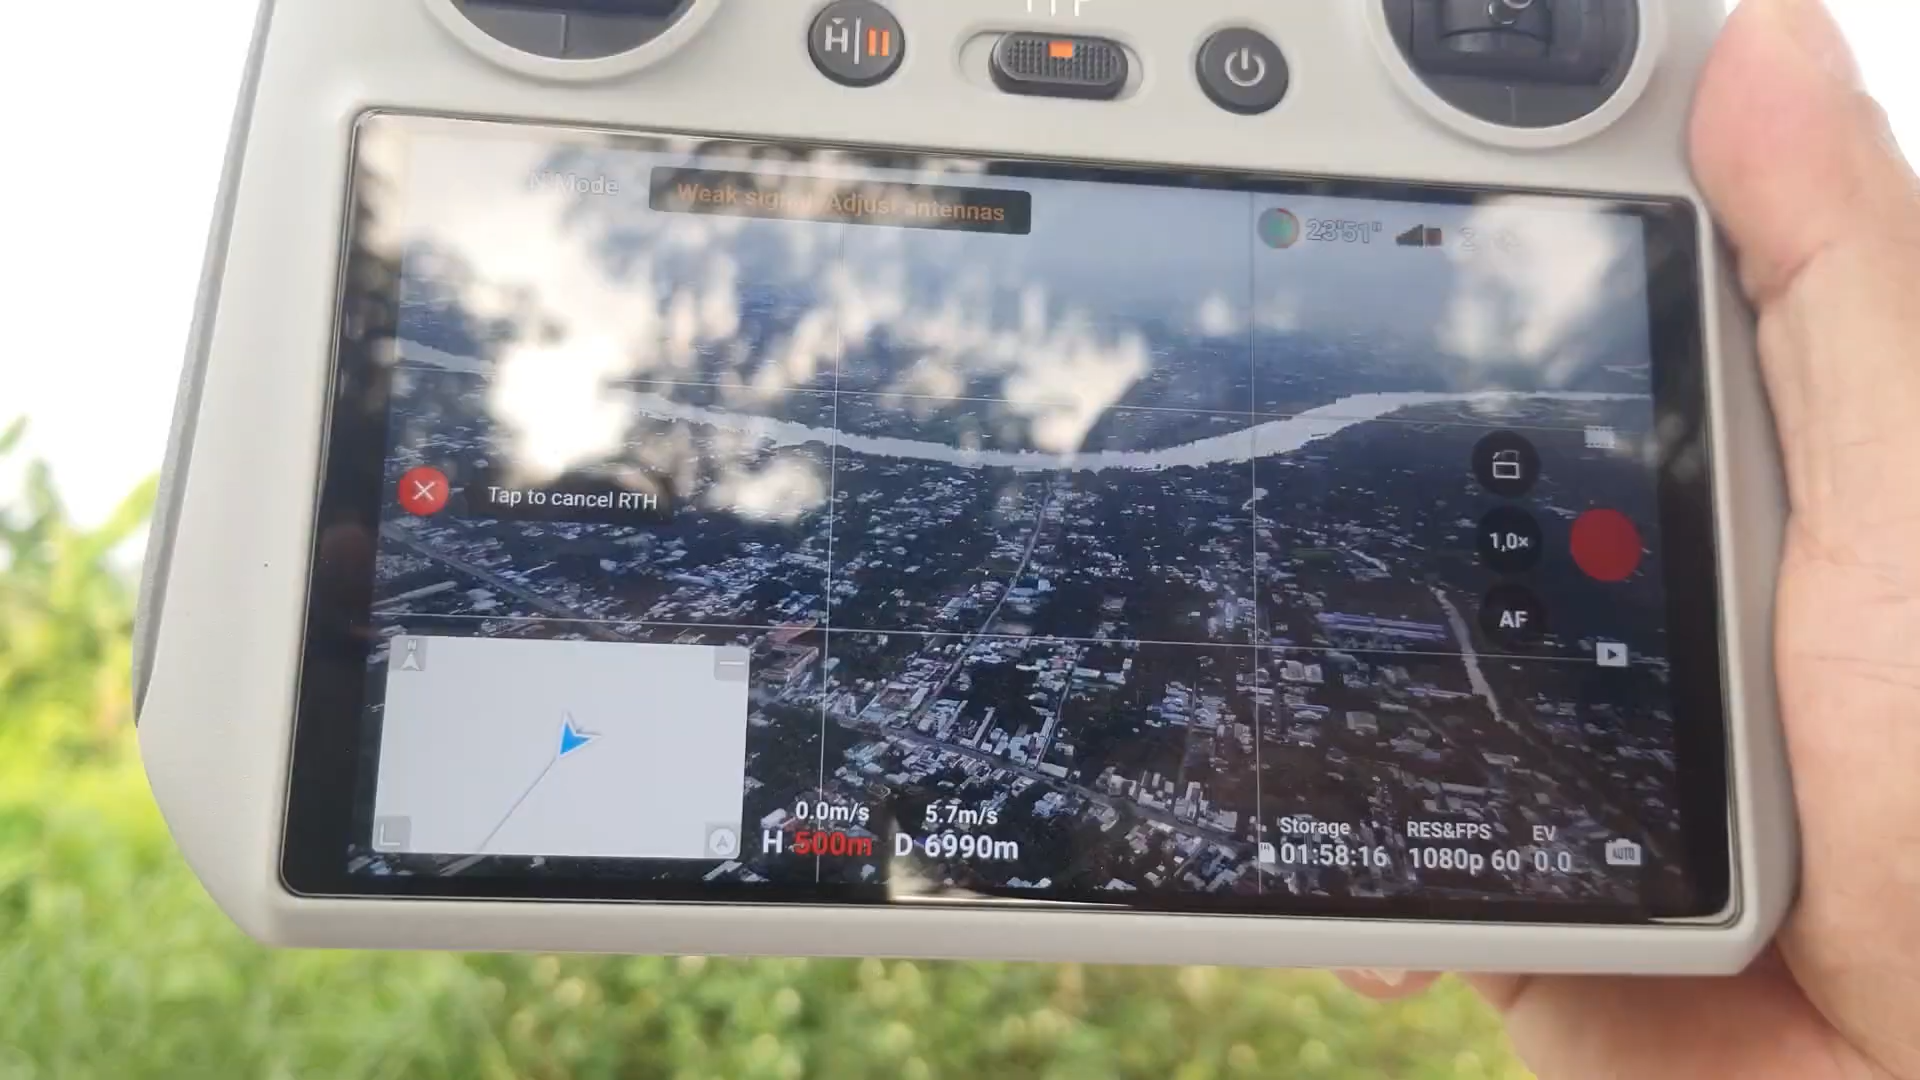 H
N Mode
Weak signal. Adjust antennas
23'51"
Tap to cancel RTH
1,0×
AF
N
0.0m/s 5.7m/s
H 500m D 6990m
Storage RES&FPS EV
01:58:16 1080p 60 0.0
AUTO